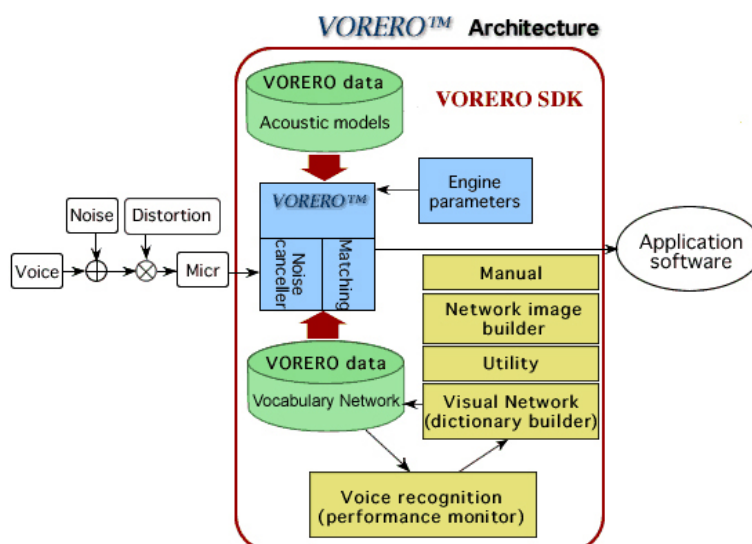 VORERO™ Architecture
VORERO data
Acoustic models
VORERO SDK
VORERO™
Engine
parameters
Noise
canceller
Matching
Noise
Distortion
Voice
Micr
Application
software
Manual
Network image
builder
Utility
Visual Network
(dictionary builder)
VORERO data
Vocabulary Network
Voice recognition
(performance monitor)